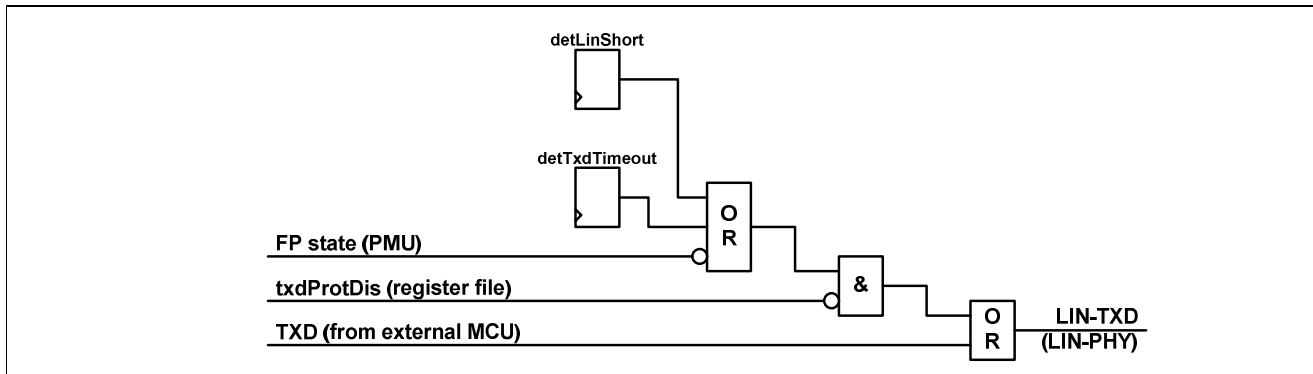 detLinShort
detTxdTimeout
O
R
FP state (PMU)
txdProtDis (register file)
&
TXD (from external MCU)
O
R
LIN-TXD
(LIN-PHY)